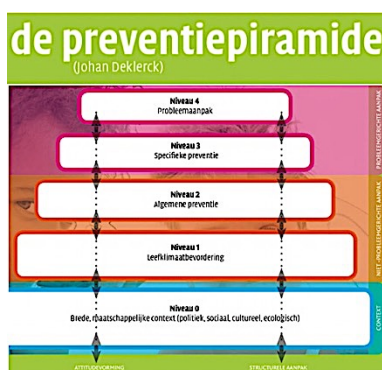 de preventiepiramide
(Johan Deklerck)
Niveau 4
Probleemaanpak
Niveau 3
Specifieke preventie
Niveau 2
Algemene preventie
Niveau 1
Leefklimaatbevordering
Niveau 0
Brede, maatschappelijke context (politiek, sociaal, cultureel, ecologisch)
PROBLEEMGERICHTE AANPAK
NIET-PROBLEEMGERICHTE AANPAK
CONTEXT
ATTITUDEVORMING
STRUCTURELE AANPAK